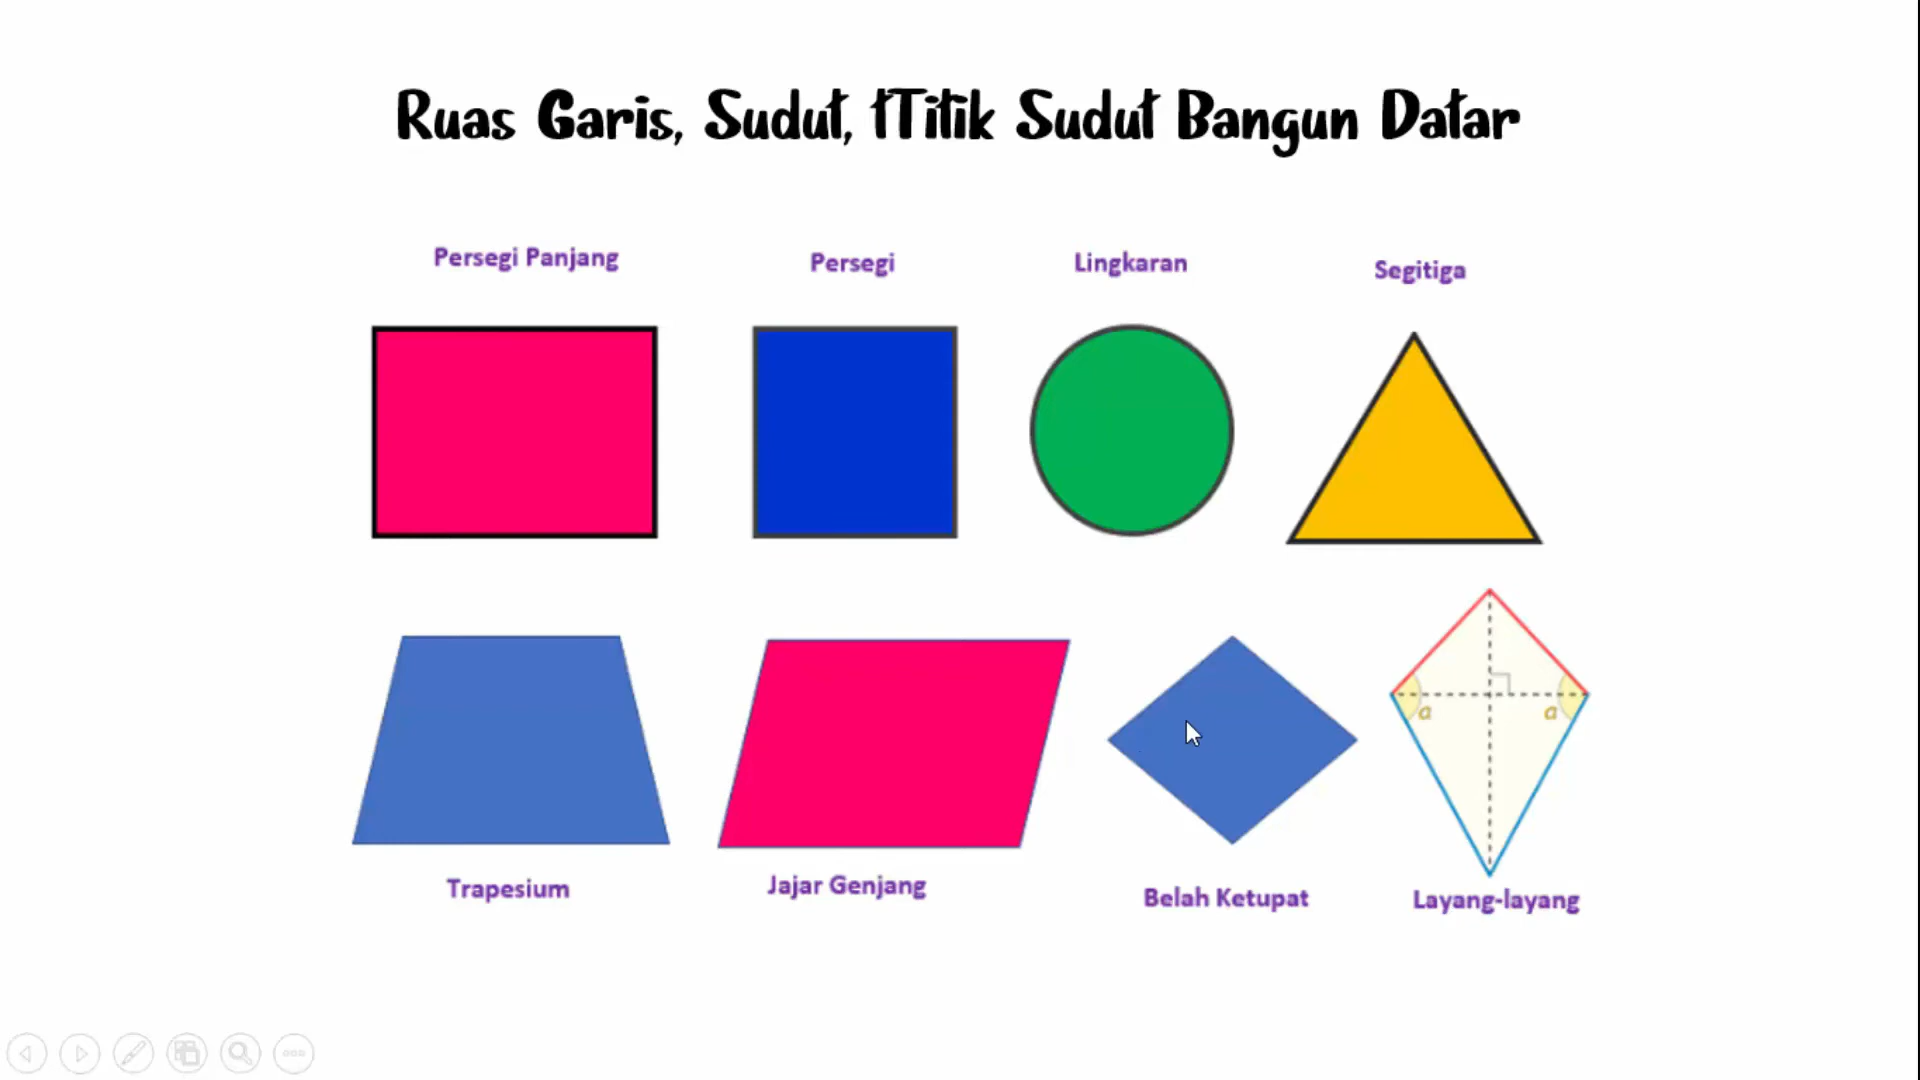 Ruas Garis, Sudut, tTitik Sudut Bangun Datar
Persegi Panjang
Persegi
Lingkaran
Segitiga
a
a
Trapesium
Jajar Genjang
Belah Ketupat
Layang-layang